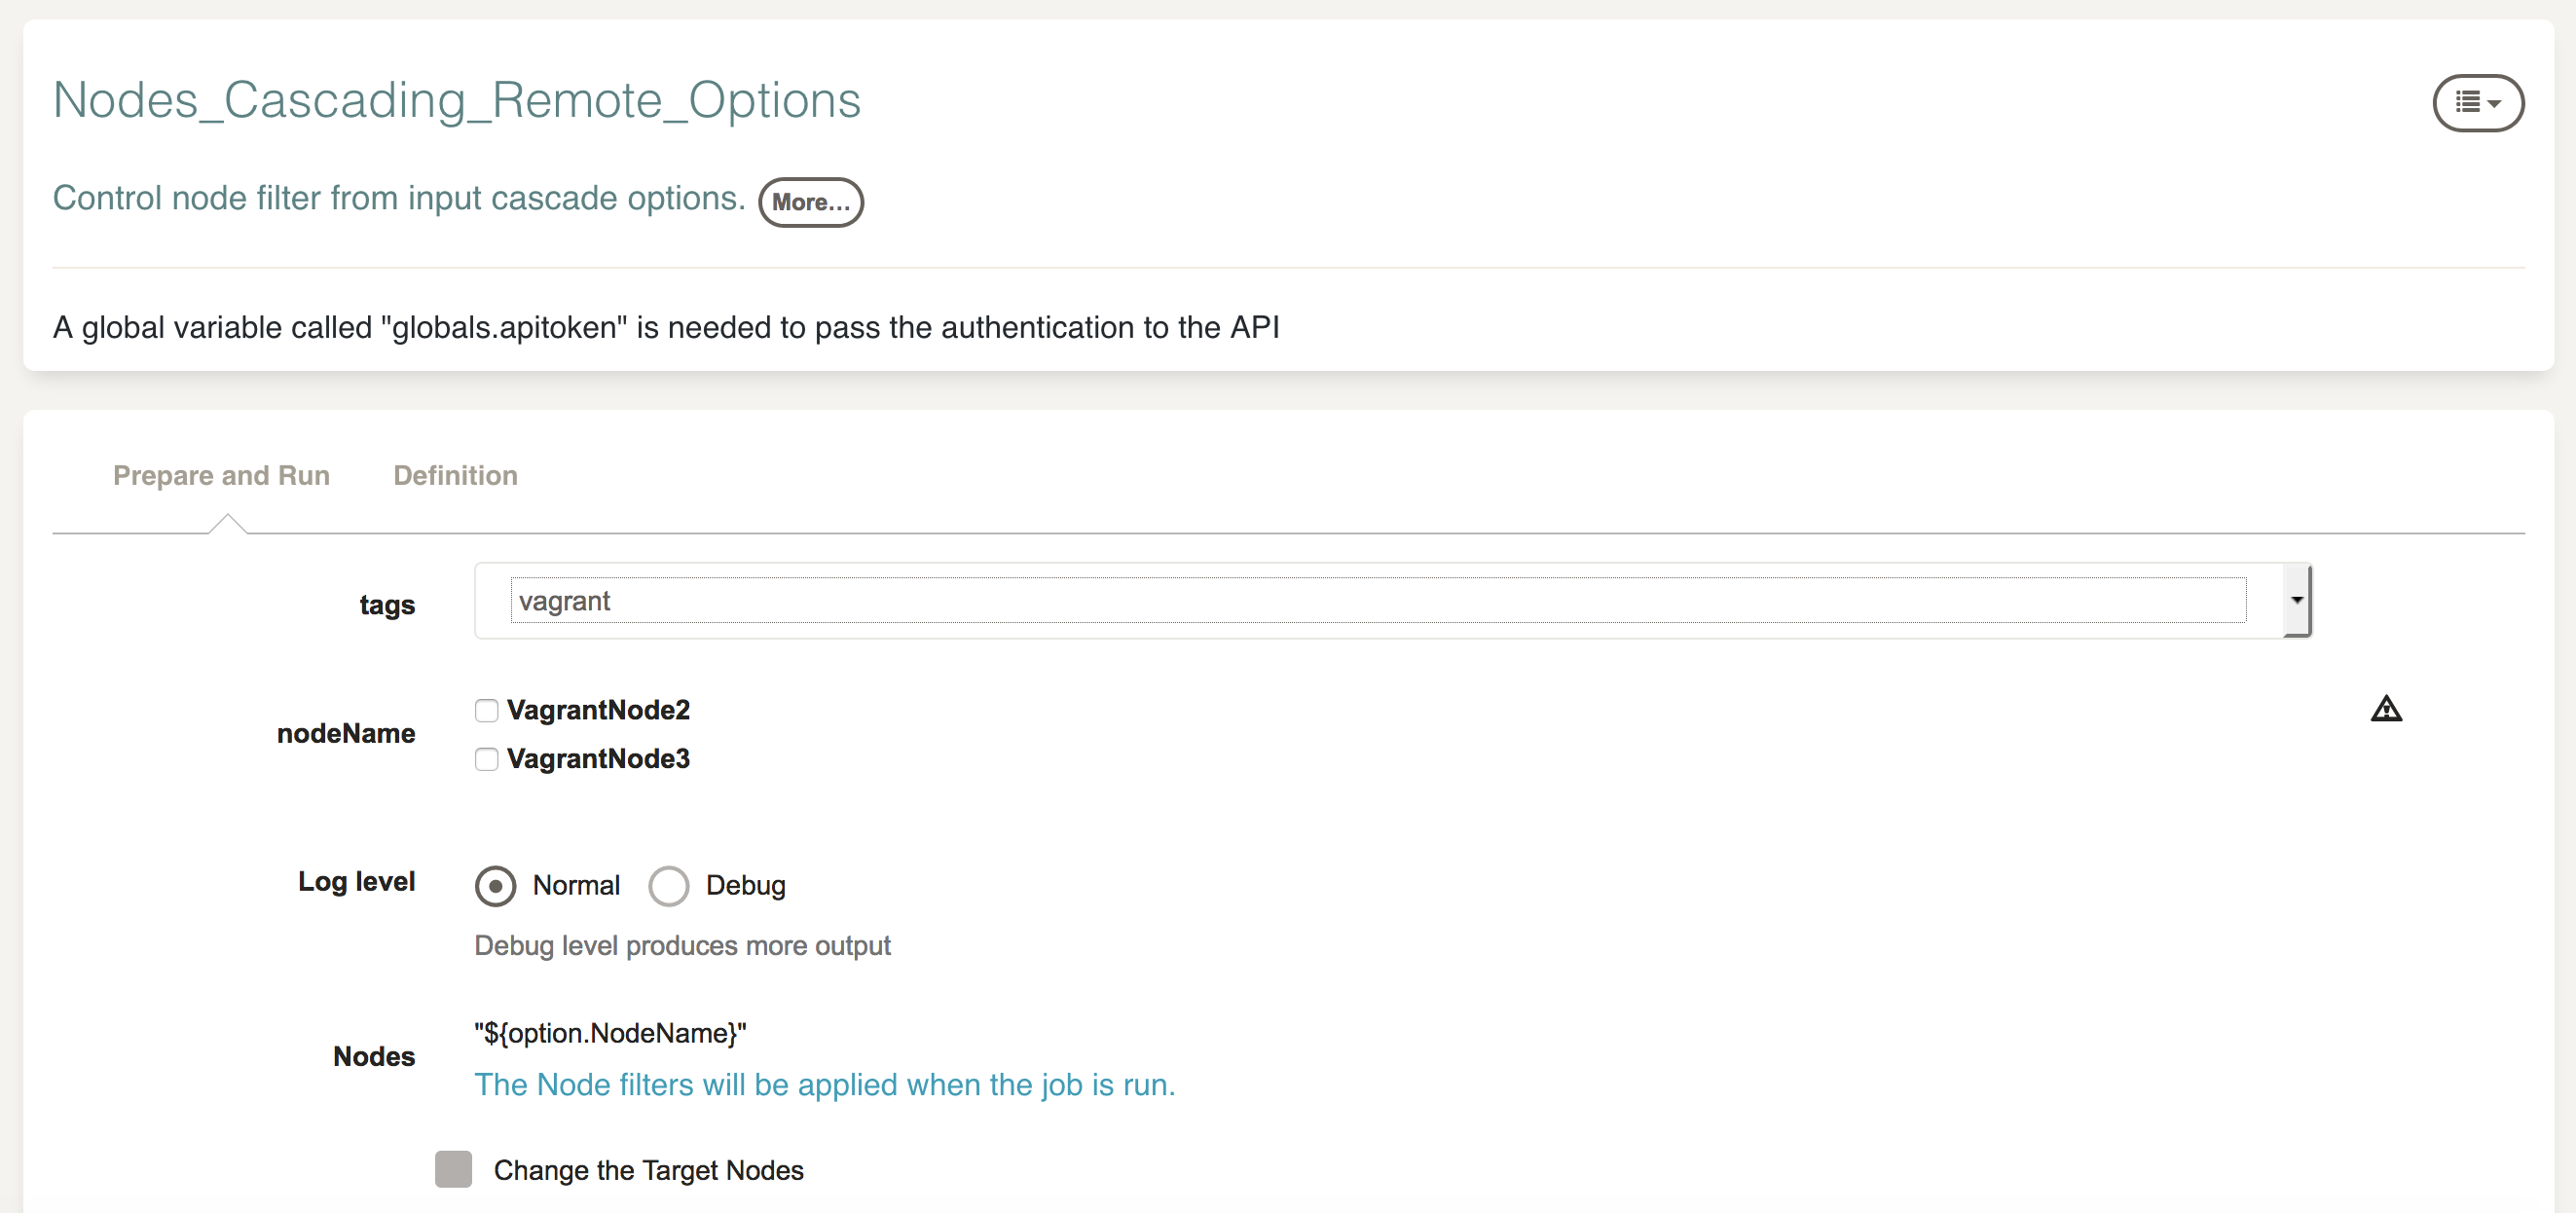 Nodes_Cascading_Remote_Options
Control node filter from input cascade options. More...
A global variable called "globals.apitoken" is needed to pass the authentication to the API
Prepare and Run Definition
tags vagrant
nodeName VagrantNode2
VagrantNode3
Log level Normal Debug
Debug level produces more output
Nodes "${option.NodeName}"
The Node filters will be applied when the job is run.
Change the Target Nodes